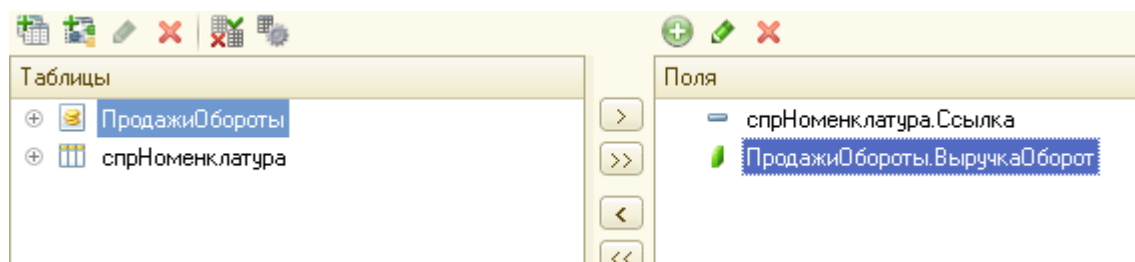 Таблицы
Поля
ПродажиОбороты
спрНоменклатура
спрНоменклатура.Ссылка
ПродажиОбороты.ВыручкаОборот
>
>>
<
<<